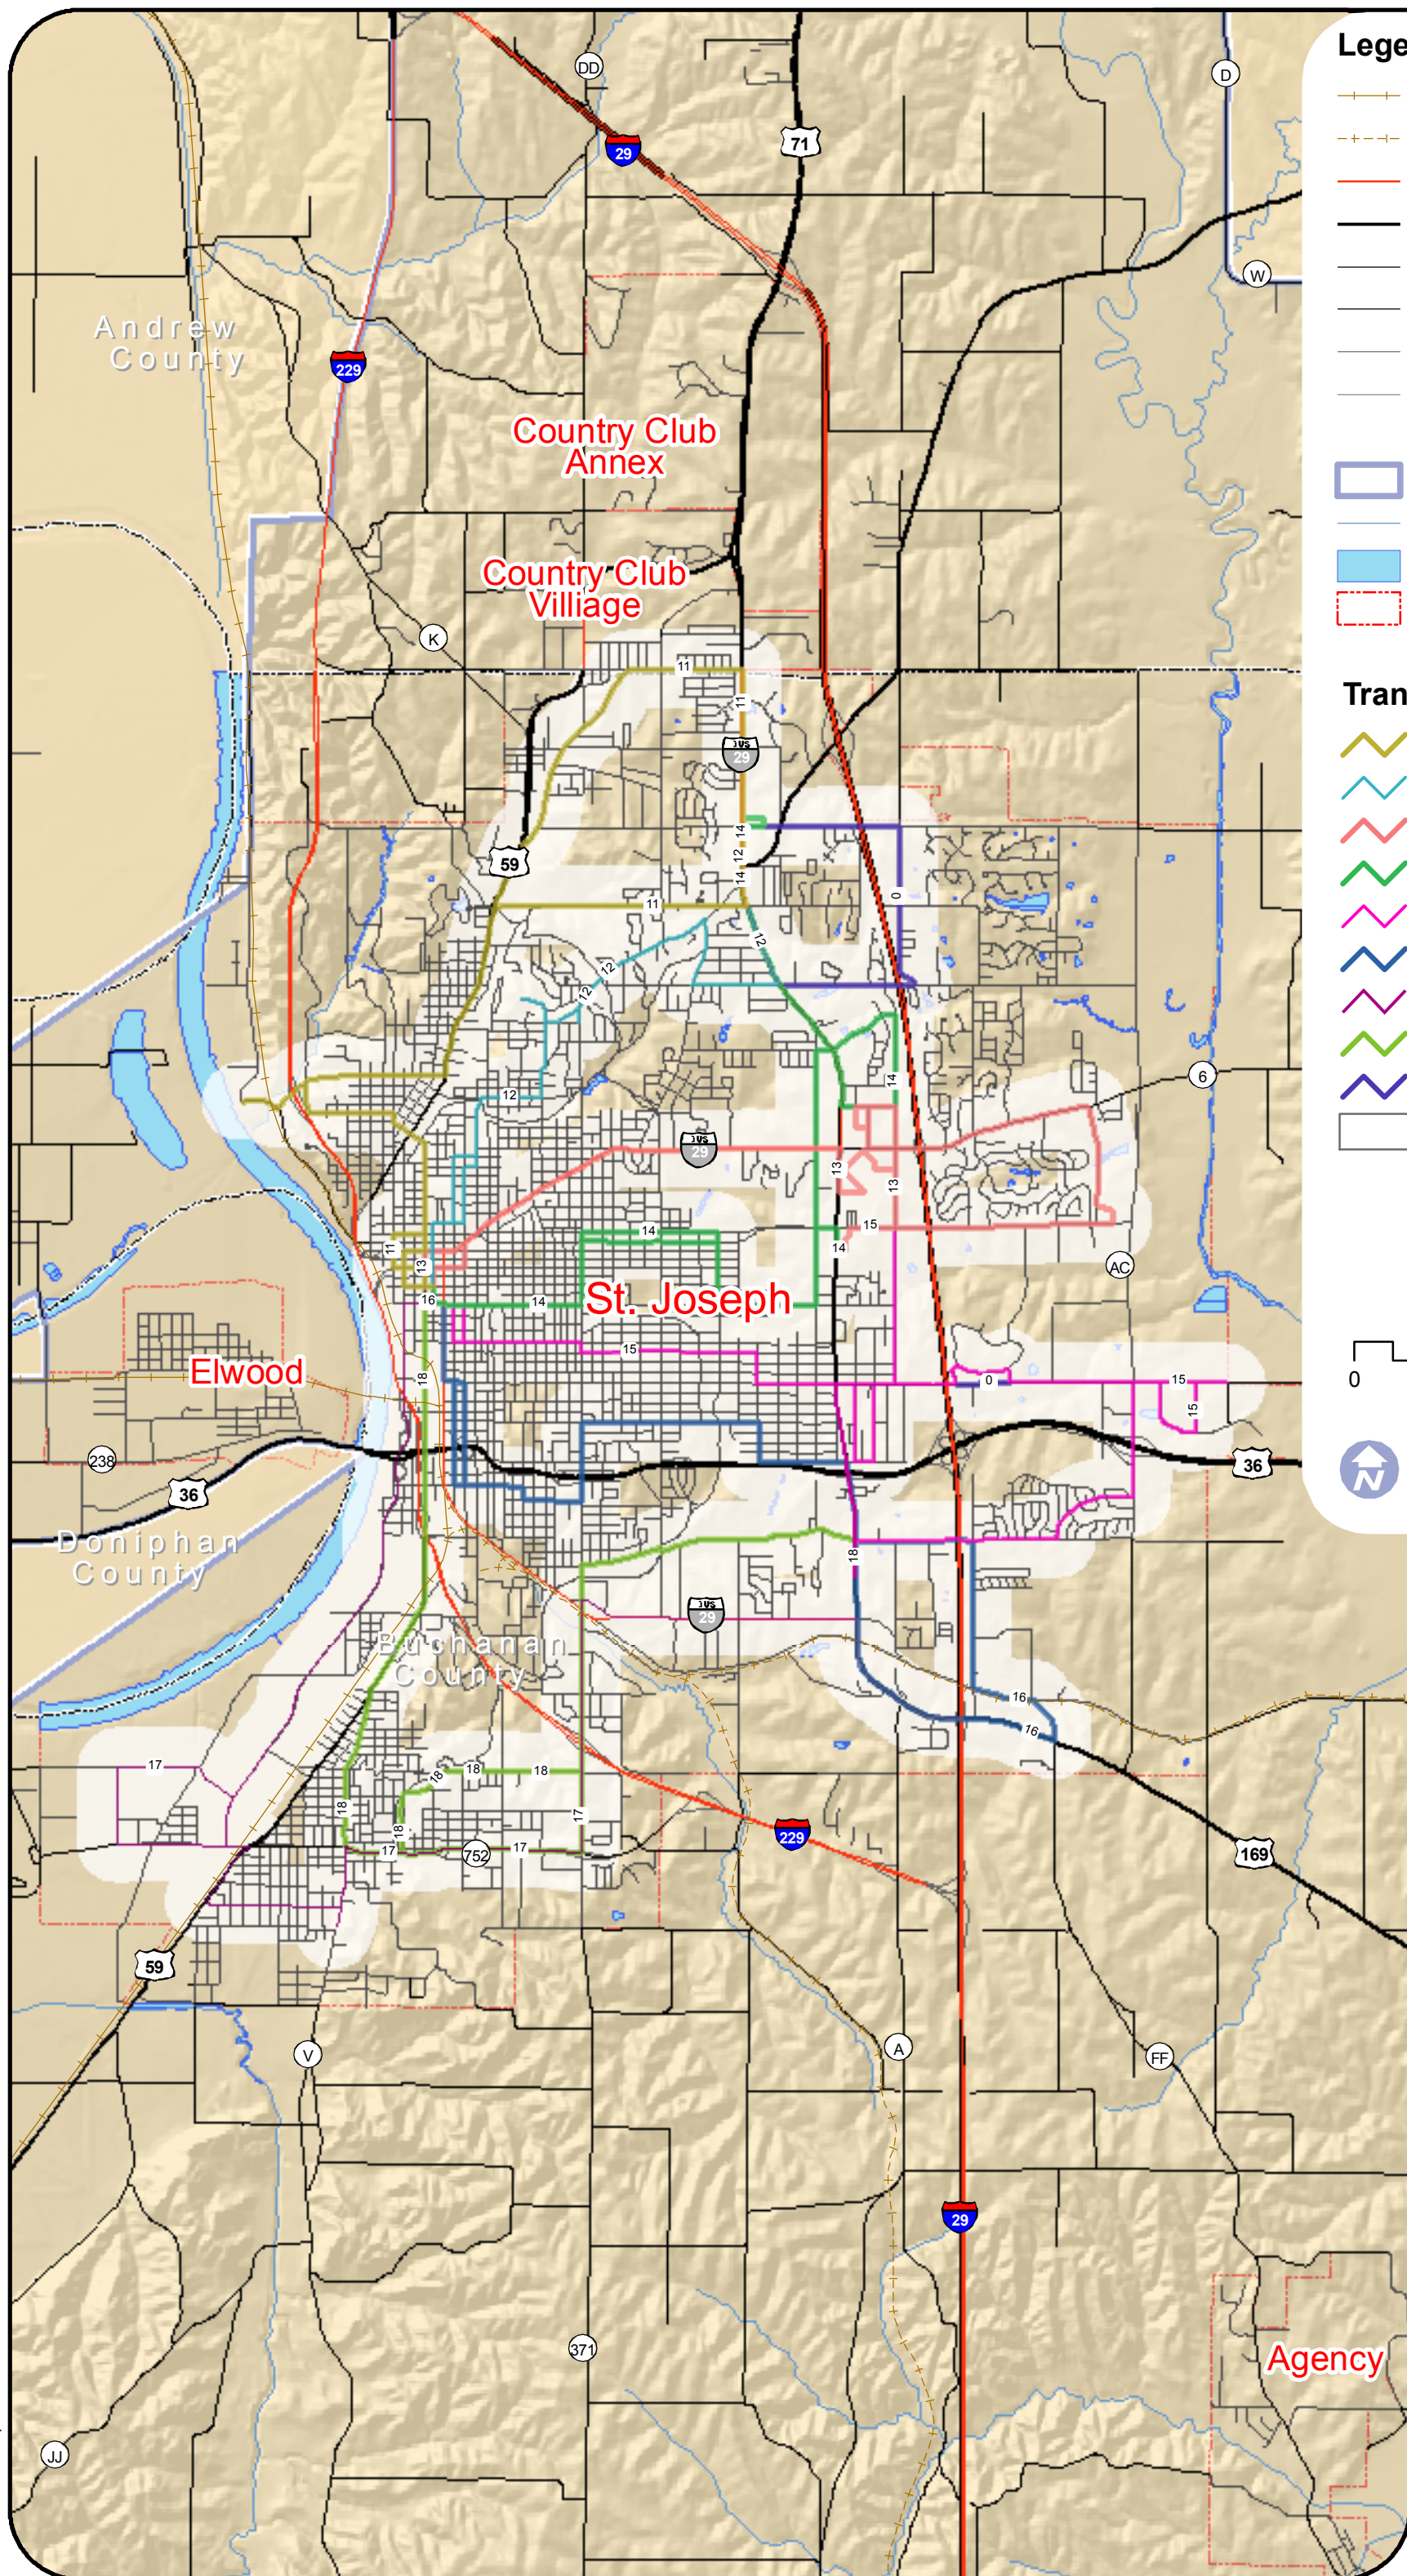 Lege
DD
D
29
71
W
Andrew
County
229
Country Club
Annex
Country Club
Villiage
K
11
Tran
11
29
14
12
59
14
0
11
12
12
12
14
6
12
29
13
13
15
14
11
14
13
AC
16
14
St. Joseph
15
Elwood
18
0
15
15
238
36
36
Doniphan
County
18
29
Buchanan
County
16
16
17
18
18
18
18
17
18
17
752
17
229
169
59
V
A
FF
29
371
Agency
JJ
0
N